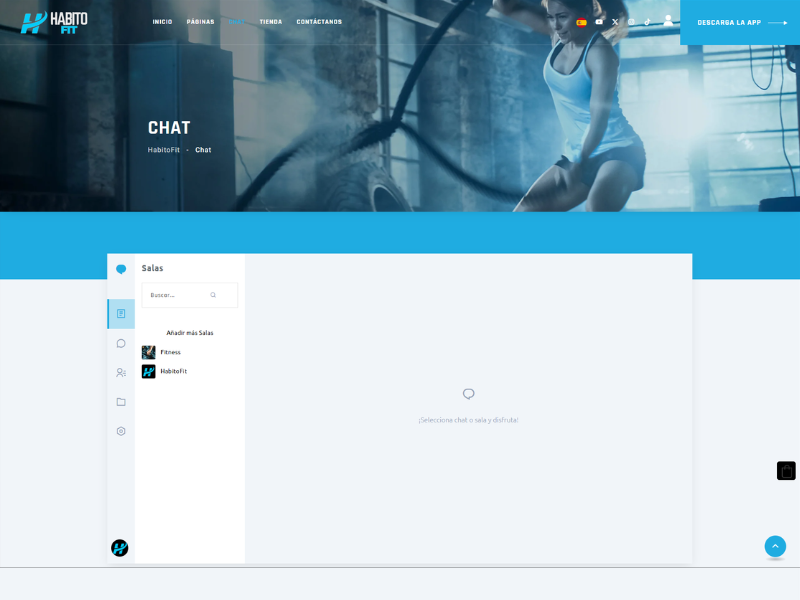 HABITO
FIT
INICIO
PÁGINAS
TIENDA
CONTÁCTANOS
DESCARGA LA APP
CHAT
HabitoFit - Chat
Salas
Buscar...
Añadir más Salas
Fitness
HabitoFit
¡Selecciona chat o sala y disfruta!